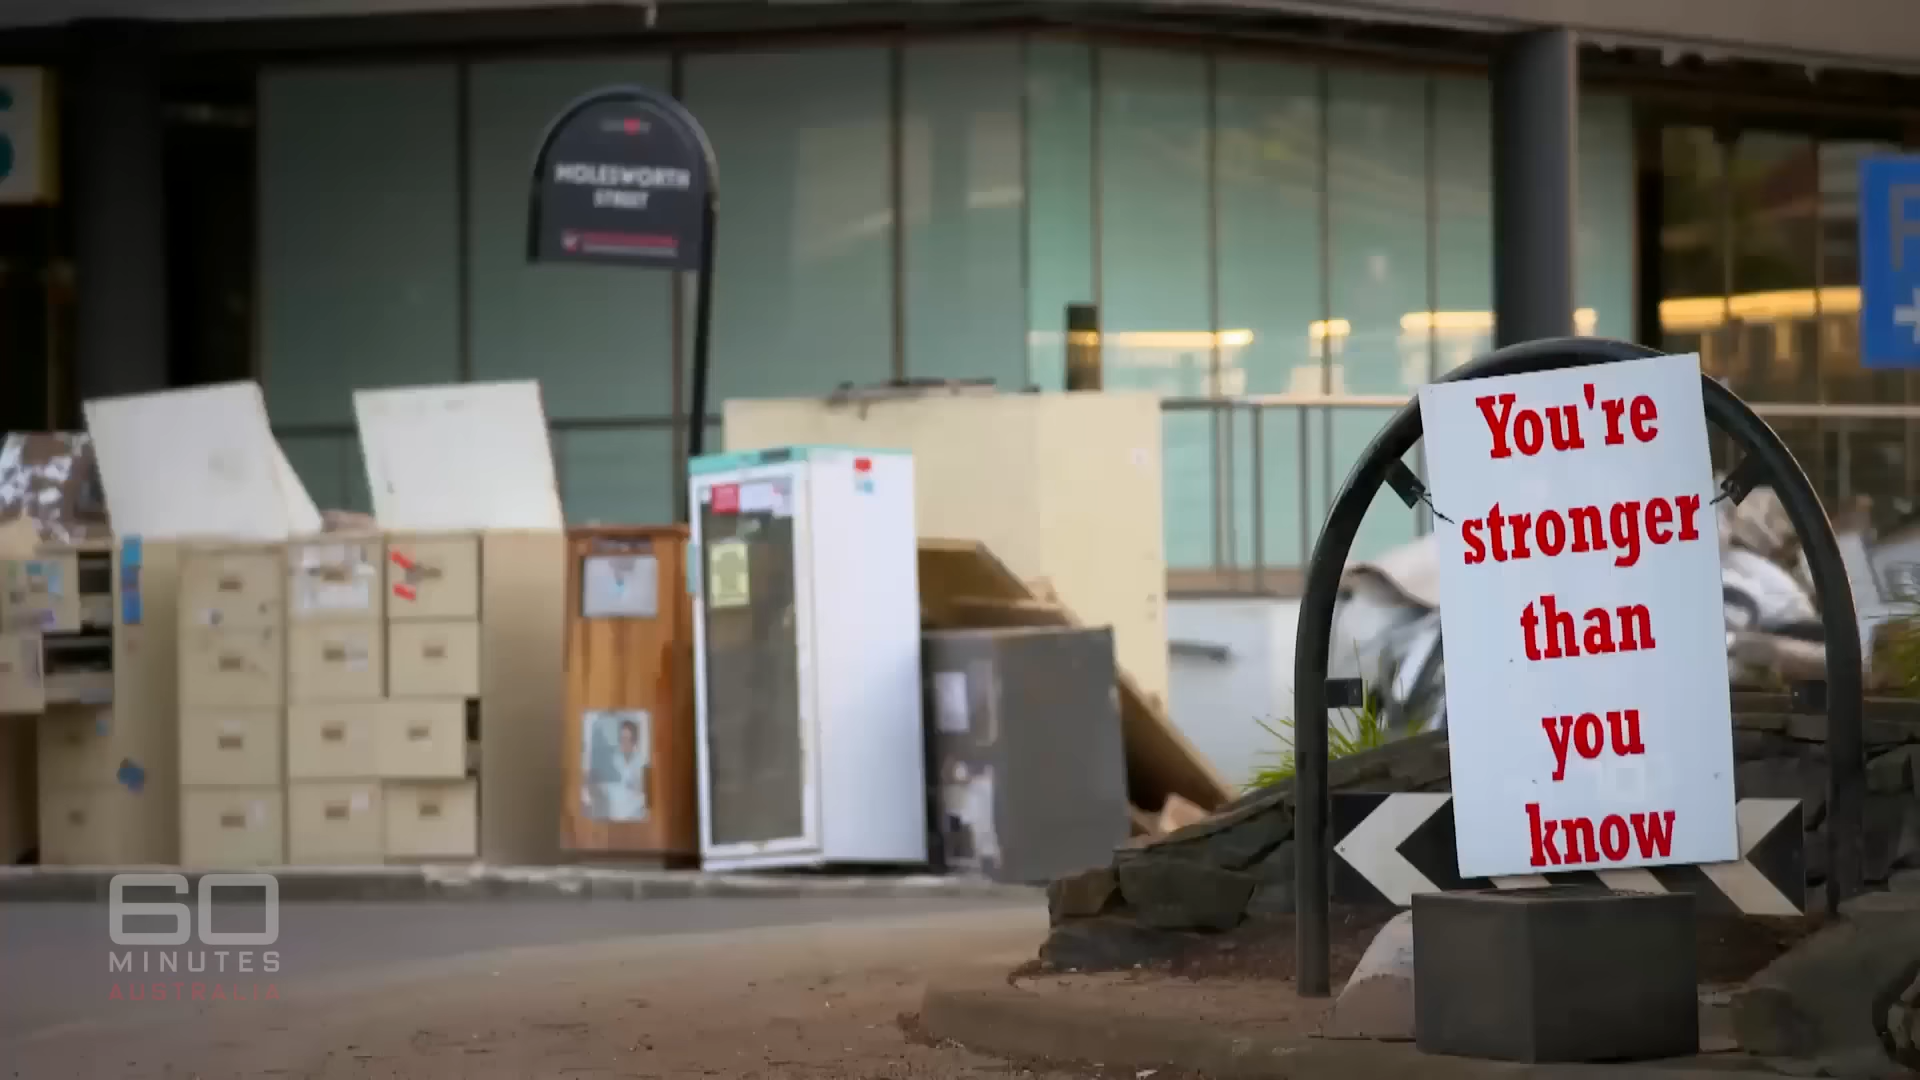 MOLESWORTH
STREET
You're
stronger
than
you
know
60
MINUTES
AUSTRALIA